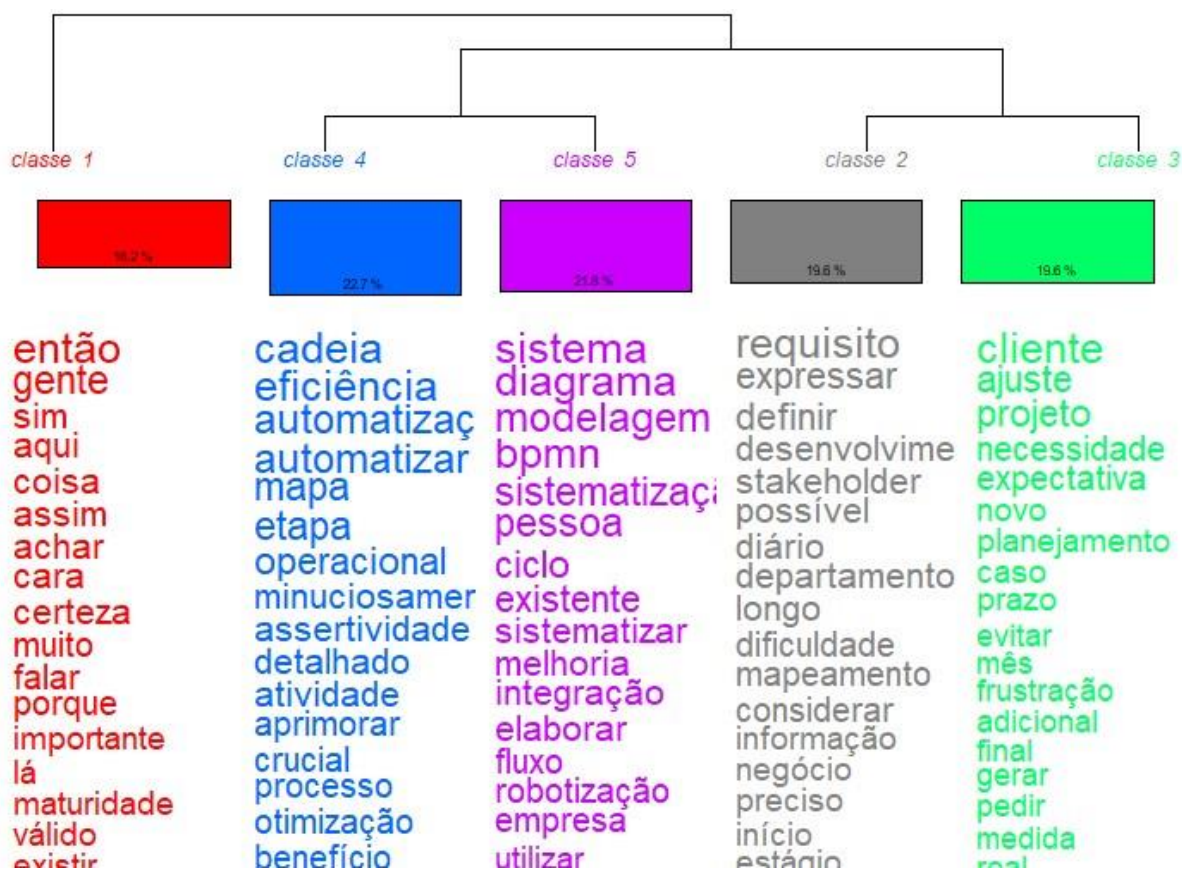 classe 1
classe 4
classe 5
classe 2
classe 3
16.2 %
22.7 %
21.8 %
19.6 %
19.6 %
então
gente
sim
aqui
coisa
assim
achar
cara
certeza
muito
falar
porque
importante
lá
maturidade
válido
existir
cadeia
eficiência
automatizaç
automatizar
mapa
etapa
operacional
minuciosamer
assertividade
detalhado
atividade
aprimorar
crucial
processo
otimização
benefício
sistema
diagrama
modelagem
bpmn
sistematizaçã
pessoa
ciclo
existente
sistematizar
melhoria
integração
elaborar
fluxo
robotização
empresa
utilizar
requisito
expressar
definir
desenvolvime
stakeholder
possível
diário
departamento
longo
dificuldade
mapeamento
considerar
informação
negócio
preciso
início
estágio
cliente
ajuste
projeto
necessidade
expectativa
novo
planejamento
caso
prazo
evitar
mês
frustração
adicional
final
gerar
pedir
medida
real